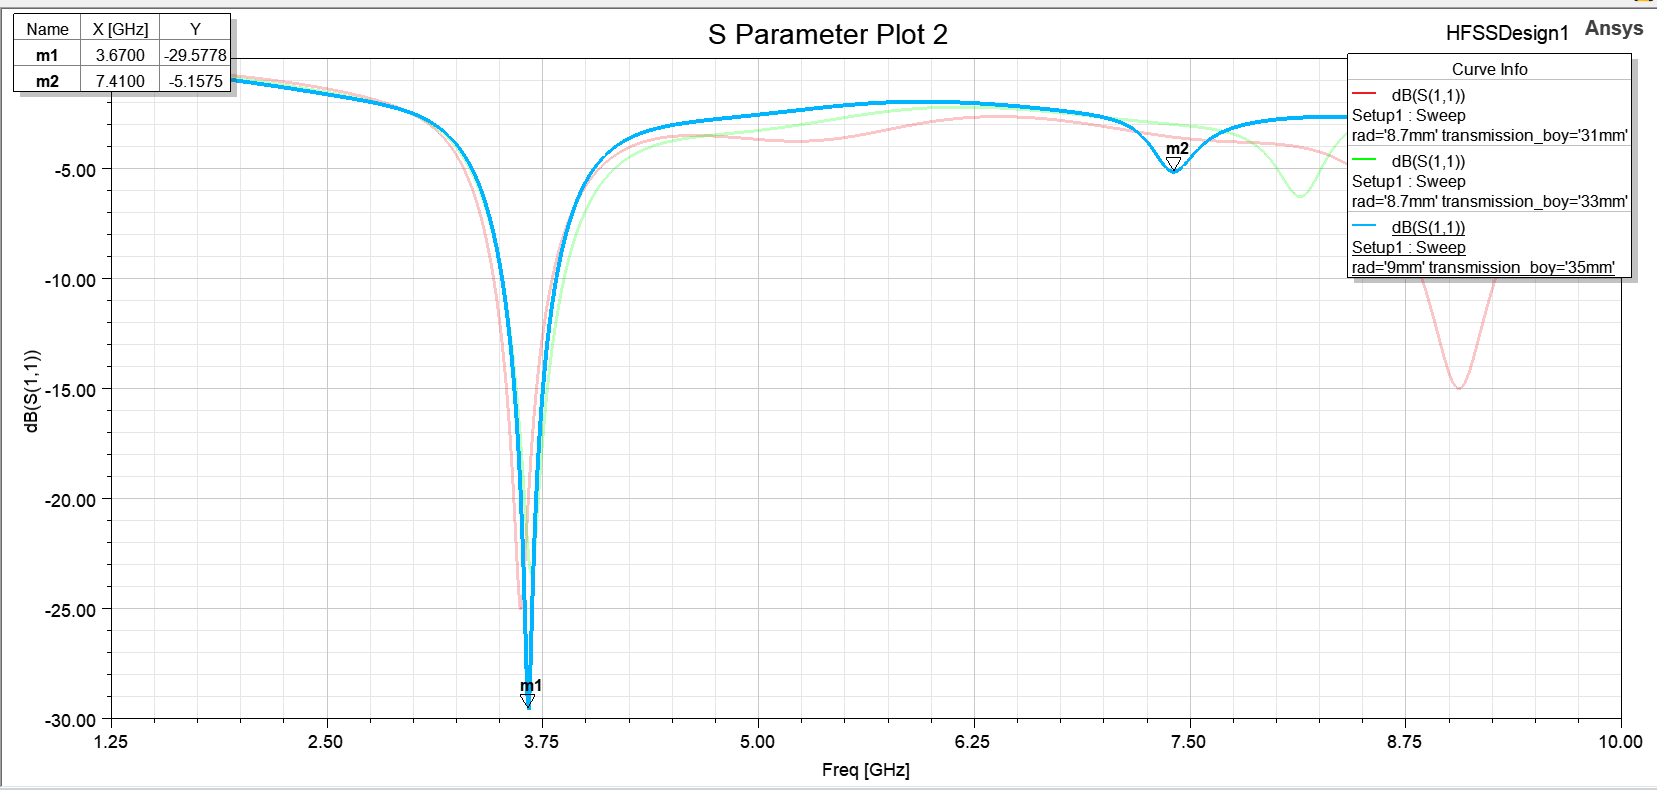 Name X [GHz] Y
m1 3.6700 -29.5778
m2 7.4100 -5.1575
S Parameter Plot 2
HFSSDesign1 Ansys
Curve Info
dB(S(1,1))
Setup1 : Sweep
rad='8.7mm' transmission_boy='31mm'
dB(S(1,1))
Setup1 : Sweep
rad='8.7mm' transmission_boy='33mm'
dB(S(1,1))
Setup1 : Sweep
rad='9mm' transmission_boy='35mm'
m2
m1
dB(S(1,1))
-5.00
-10.00
-15.00
-20.00
-25.00
-30.00
1.25 2.50 3.75 5.00 6.25 7.50 8.75 10.00
Freq [GHz]